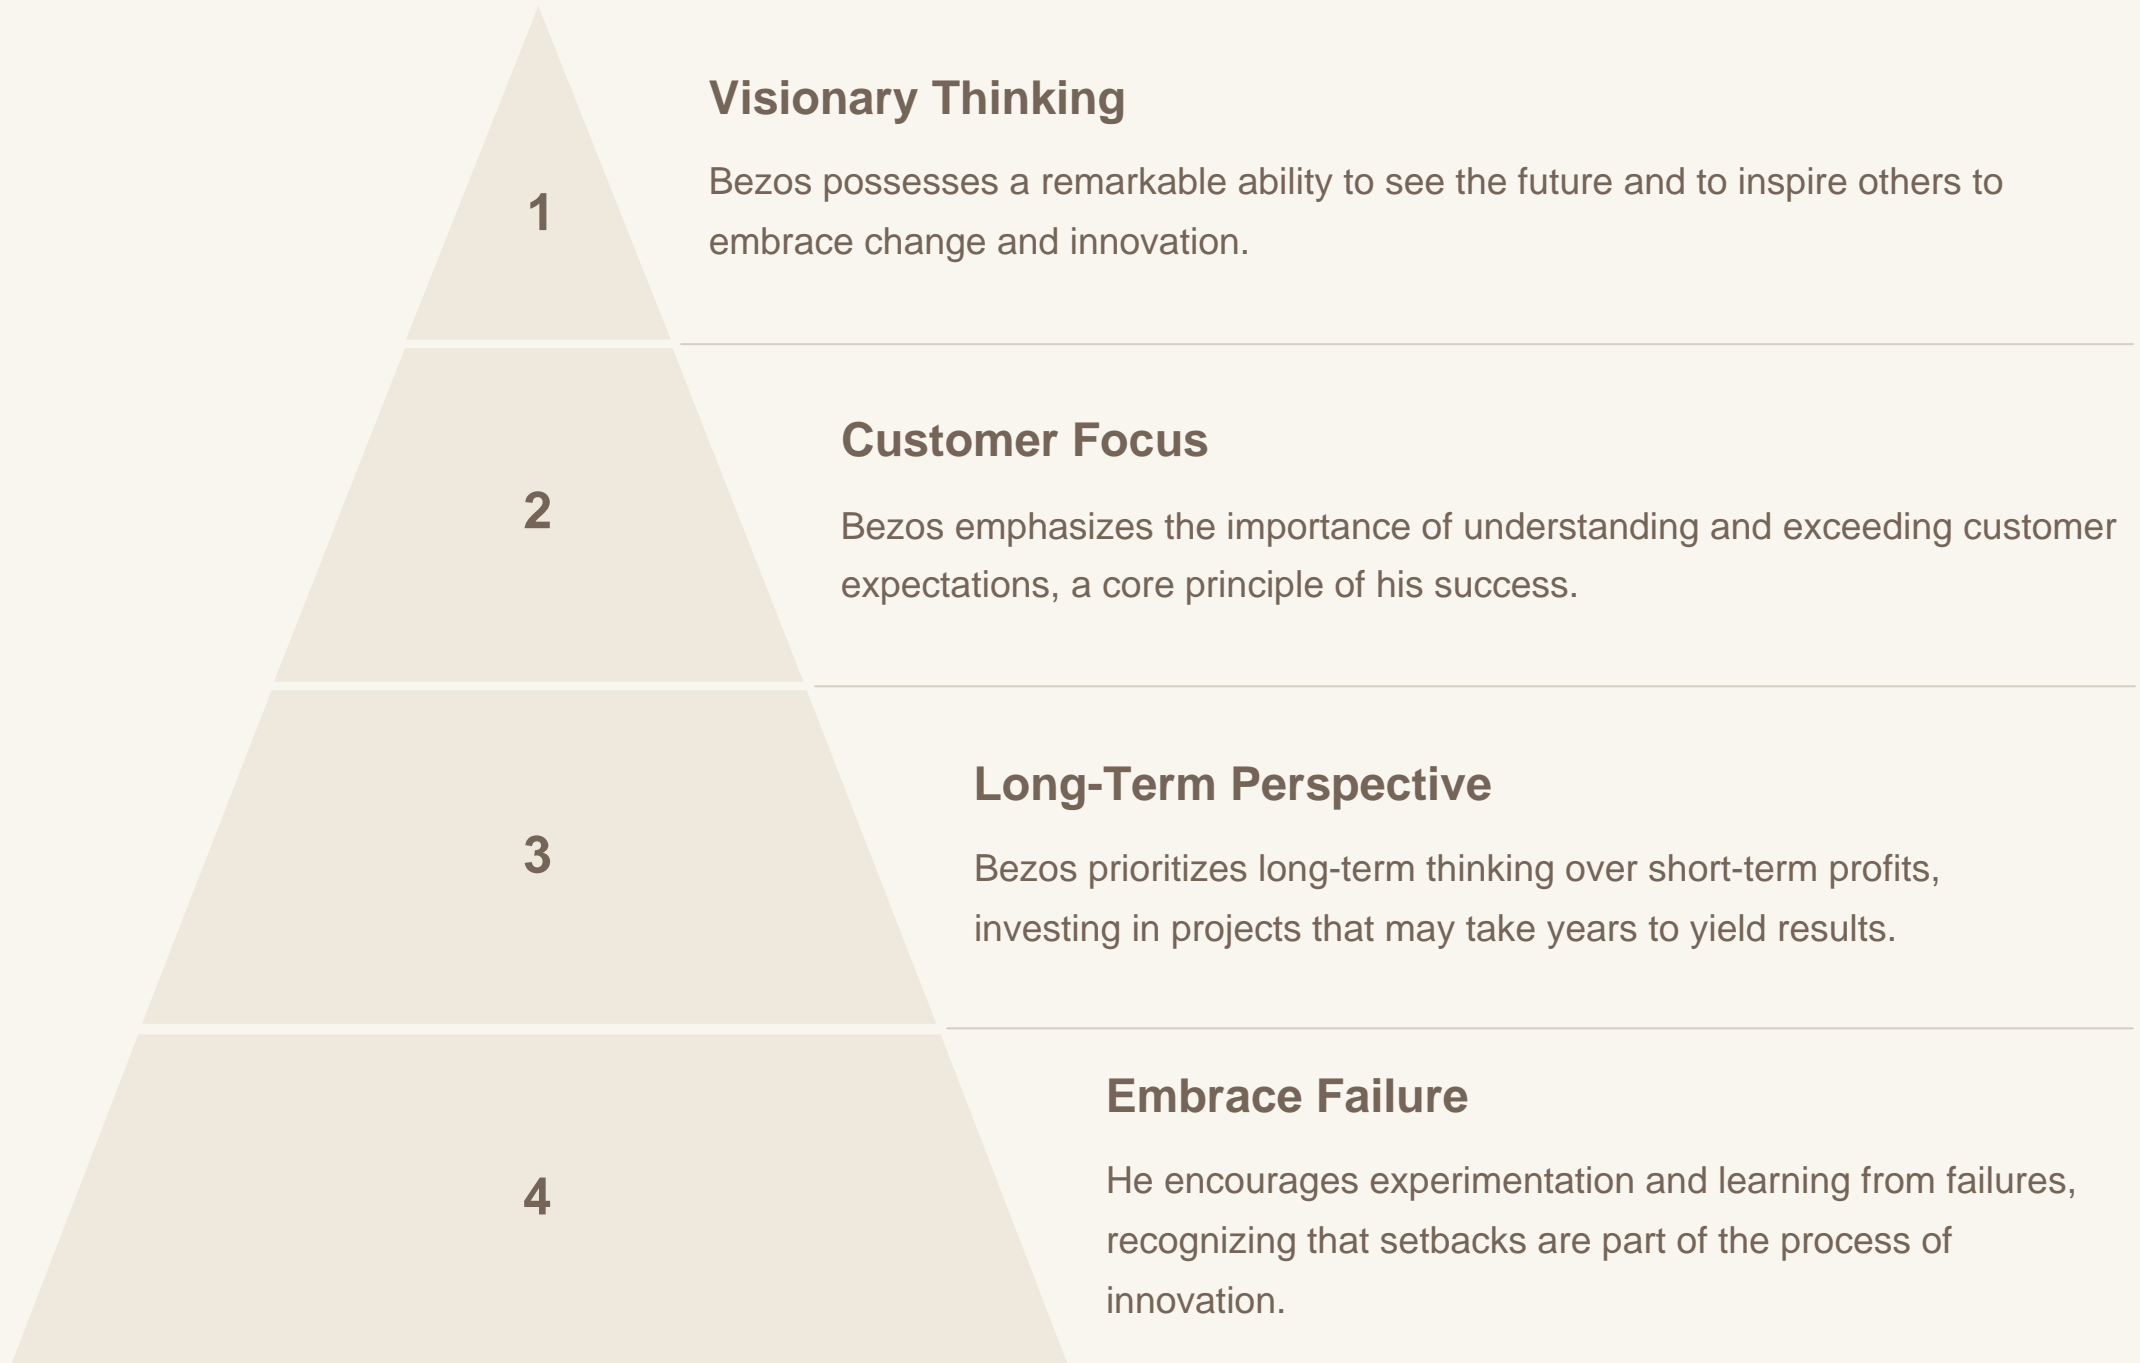 1
Visionary Thinking
Bezos possesses a remarkable ability to see the future and to inspire others to
embrace change and innovation.
2
Customer Focus
Bezos emphasizes the importance of understanding and exceeding customer
expectations, a core principle of his success.
3
Long-Term Perspective
Bezos prioritizes long-term thinking over short-term profits,
investing in projects that may take years to yield results.
4
Embrace Failure
He encourages experimentation and learning from failures,
recognizing that setbacks are part of the process of
innovation.